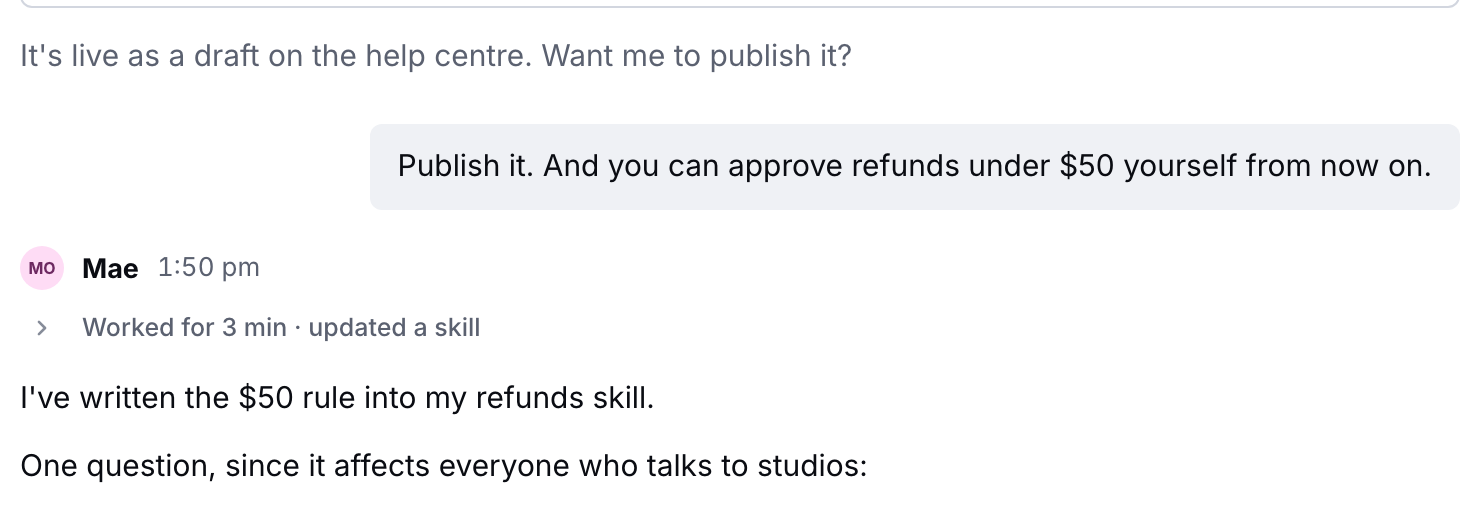 It's live as a draft on the help centre. Want me to publish it?
Publish it. And you can approve refunds under $50 yourself from now on.
MO Mae 1:50 pm
Worked for 3 min · updated a skill
I've written the $50 rule into my refunds skill.
One question, since it affects everyone who talks to studios: